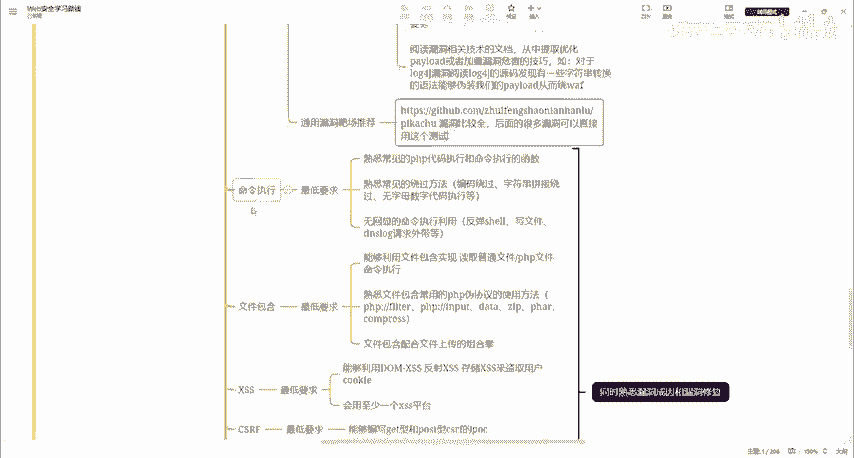 Web安全学习路线
阅读漏洞相关技术的文档，从中提取优化
payload或者加重漏洞危害的技巧，如：对于
log4j漏洞阅读log4j的源码发现有一些字符串转换
的语法能够伪装我们的payload从而绕waf
通用漏洞靶场推荐
https://github.com/zhuifengshaonianhanlu/
pikachu 漏洞比较全，后面的很多漏洞可以直接
用这个测试
命令执行
最低要求
熟悉常见的php代码执行和命令执行的函数
熟悉常见的绕过方法（编码绕过、字符串拼接绕
过、无字母数字代码执行等）
无回显的命令执行利用（反弹shell、写文件、
dnslog请求外带等）
文件包含
最低要求
能够利用文件包含实现 读取普通文件/php文件
命令执行
熟悉文件包含常用的php伪协议的使用方法（
php://filter、php://input、data、zip、phar、
compress）
文件包含配合文件上传的组合拳
XSS
最低要求
能够利用DOM-XSS 反射XSS 存储XSS来盗取用户
cookie
会用至少一个xss平台
CSRF
最低要求
能够编写get型和post型csrf的poc
同时熟悉漏洞成因和漏洞修复